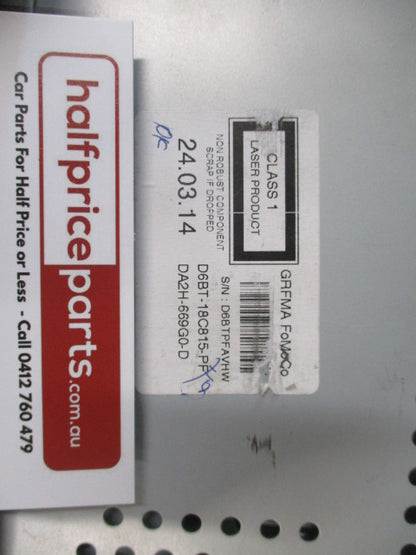 halfpriceparts.com.au
Car Parts For Half Price or Less - Call 0412 760 479
CLASS 1
LASER PRODUCT
GRFMA FoMoCo
S/N : D6BTPFAVHW
NON ROBUST COMPONENT
SCRAP IF DROPPED
24.03.14
D6BT-18C815-PF
DA2H-669G0-D
OK